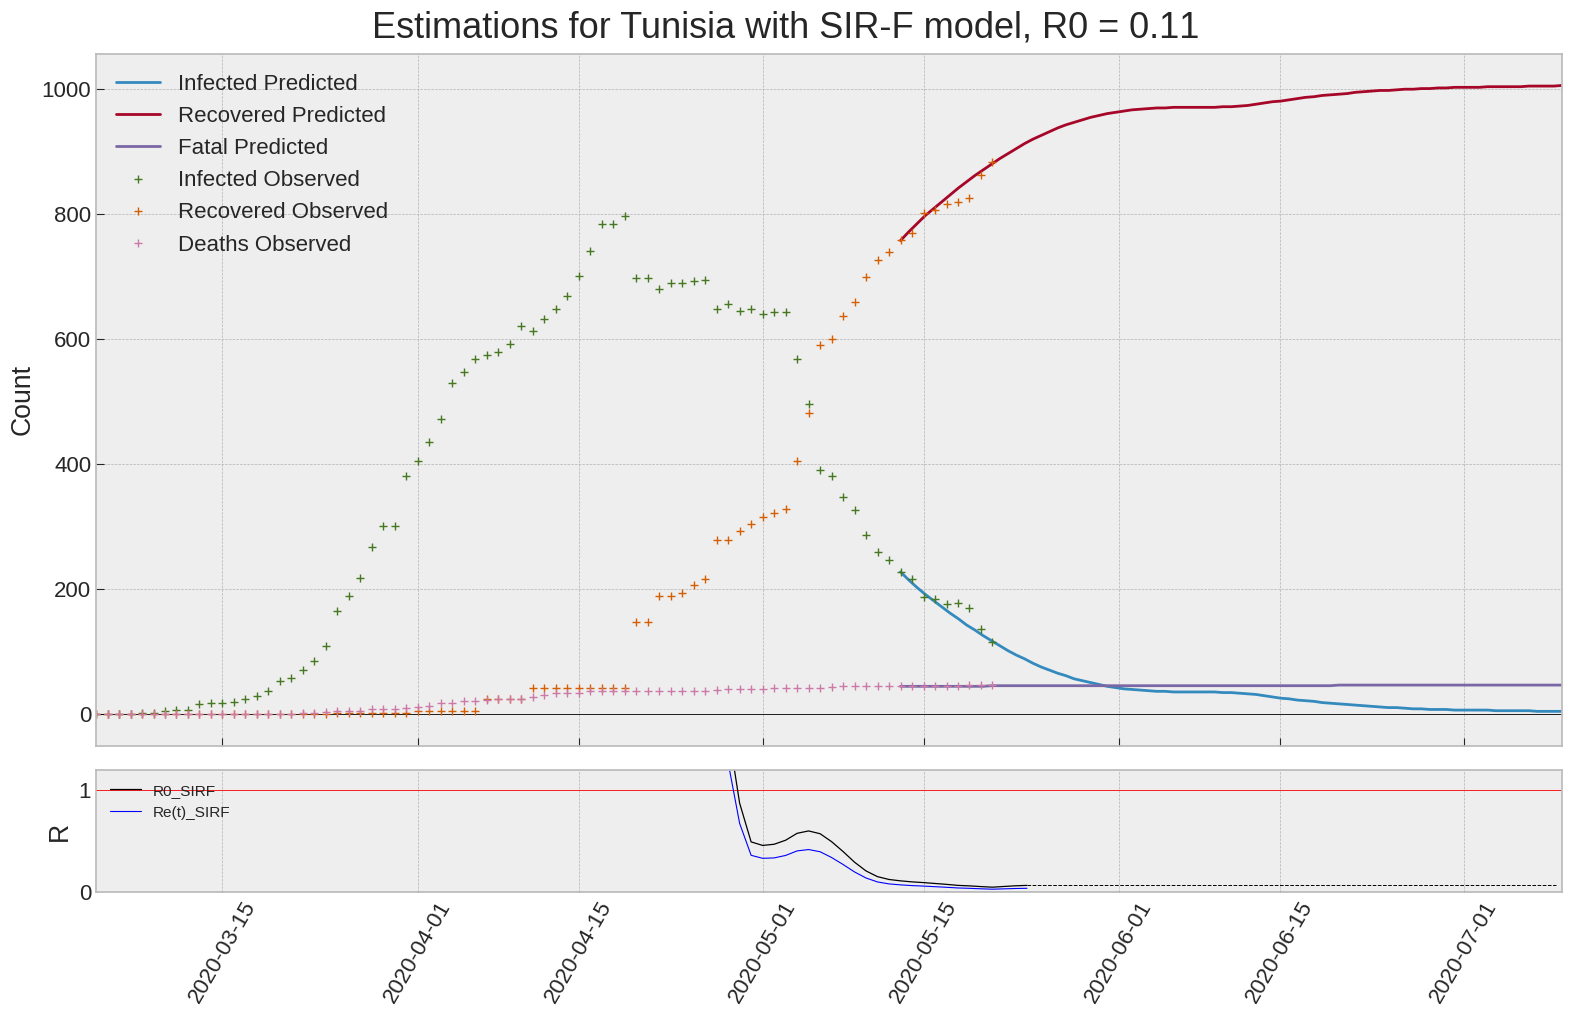 Estimations for Tunisia with SIR-F model, R0 = 0.11
Infected Predicted
Recovered Predicted
Fatal Predicted
Infected Observed
Recovered Observed
Deaths Observed
1000
800
600
400
200
0
Count
R0_SIRF
Re(t)_SIRF
1
0
R
2020-03-15
2020-04-01
2020-04-15
2020-05-01
2020-05-15
2020-06-01
2020-06-15
2020-07-01